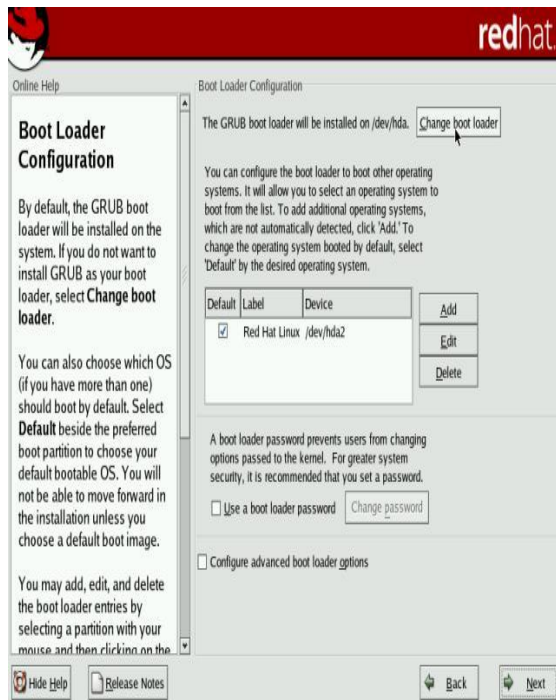 redhat.
Online Help
Boot Loader
Configuration
By default, the GRUB boot
loader will be installed on the
system. If you do not want to
install GRUB as your boot
loader, select Change boot
loader.
You can also choose which OS
(if you have more than one)
should boot by default. Select
Default beside the preferred
boot partition to choose your
default bootable OS. You will
not be able to move forward in
the installation unless you
choose a default boot image.
You may add, edit, and delete
the boot loader entries by
selecting a partition with your
mouse and then clicking on the
Boot Loader Configuration
The GRUB boot loader will be installed on /dev/hda. Change boot loader
You can configure the boot loader to boot other operating
systems. It will allow you to select an operating system to
boot from the list. To add additional operating systems,
which are not automatically detected, click 'Add.' To
change the operating system booted by default, select
'Default' by the desired operating system.
Default Label Device
Red Hat Linux /dev/hda2
Add
Edit
Delete
A boot loader password prevents users from changing
options passed to the kernel. For greater system
security, it is recommended that you set a password.
Use a boot loader password Change password
Configure advanced boot loader options
Hide Help Release Notes Back Next